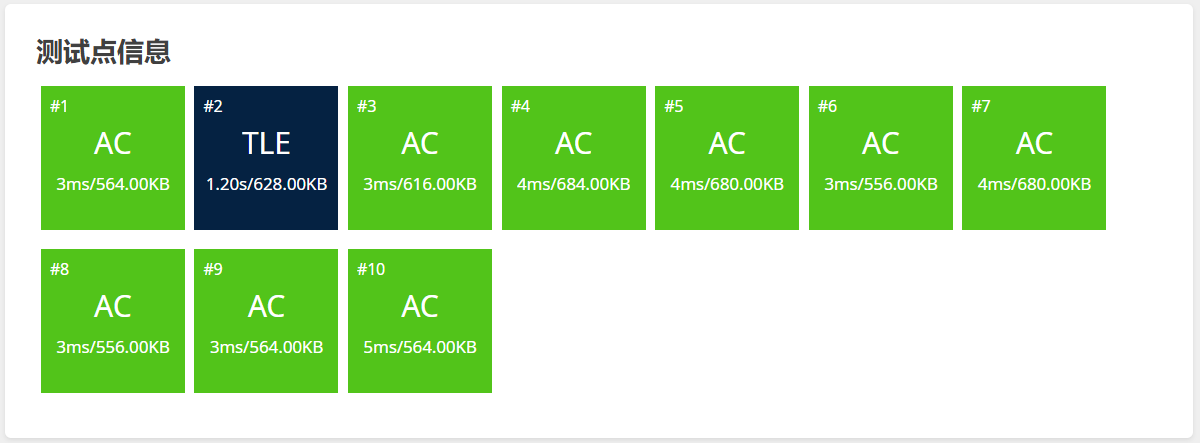 测试点信息
#1 #2 #3 #4 #5 #6 #7
AC TLE AC AC AC AC AC
3ms/564.00KB 1.20s/628.00KB 3ms/616.00KB 4ms/684.00KB 4ms/680.00KB 3ms/556.00KB 4ms/680.00KB
#8 #9 #10
AC AC AC
3ms/556.00KB 3ms/564.00KB 5ms/564.00KB